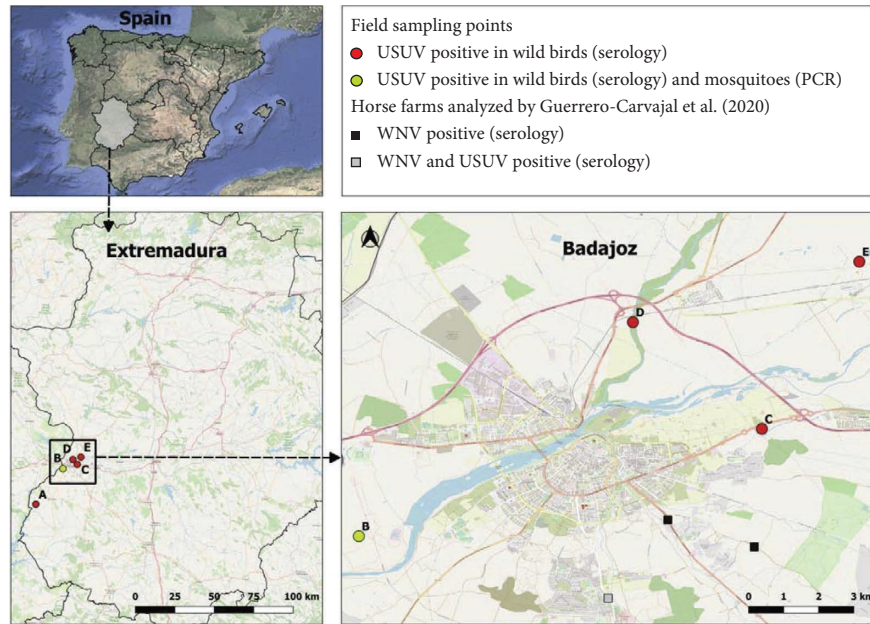 Spain
Field sampling points
USUV positive in wild birds (serology)
USUV positive in wild birds (serology) and mosquitoes (PCR)
Horse farms analyzed by Guerrero-Carvajal et al. (2020)
WNV positive (serology)
WNV and USUV positive (serology)
Extremadura
D
E
B
C
A
0 25 50 75 100 km
Badajoz
E
D
C
B
0 1 2 3 km